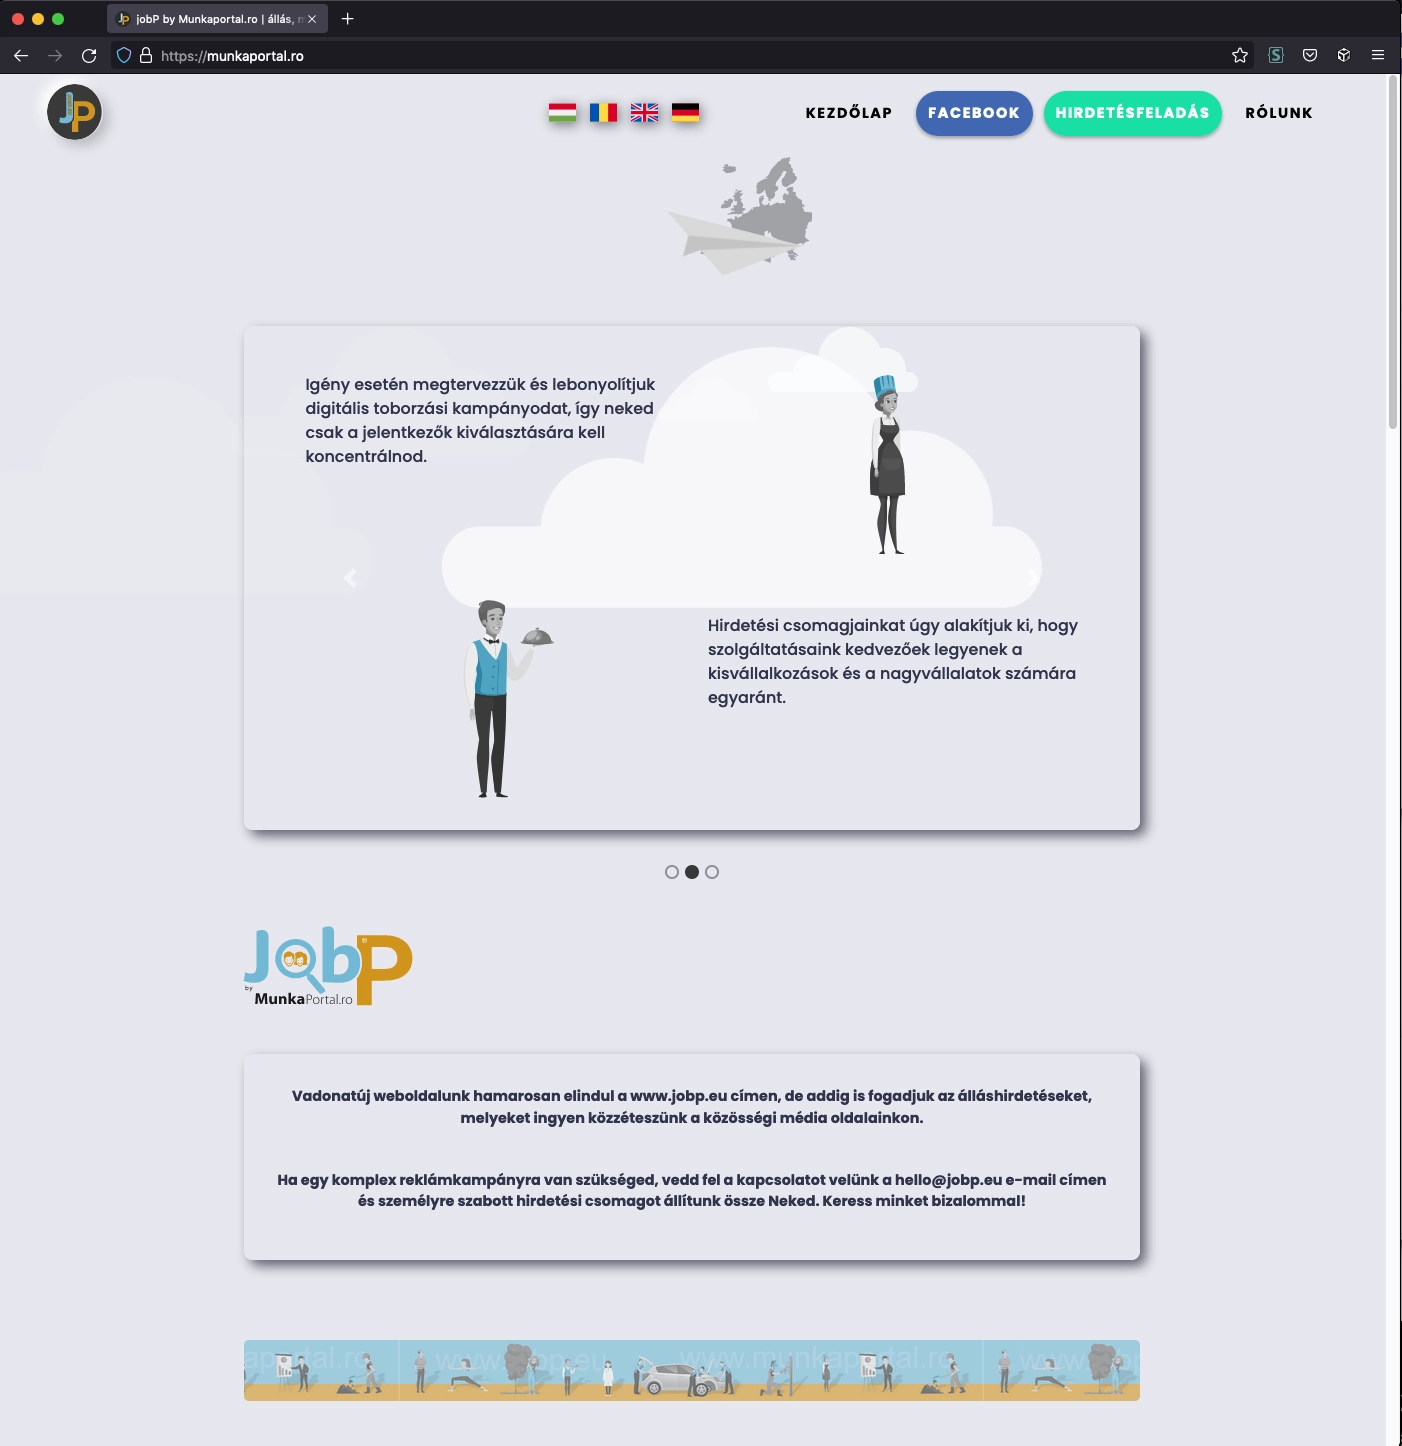 jobP by Munkaportal.ro | állás, m
https://munkaportal.ro
JP
KEZDŐLAP FACEBOOK HIRDETÉSFELADÁS RÓLUNK
Igény esetén megtervezzük és lebonyolítjuk
digitális toborzási kampányodat, így neked
csak a jelentkezők kiválasztására kell
koncentrálnod.
Hirdetési csomagjainkat úgy alakítjuk ki, hogy
szolgáltatásaink kedvezőek legyenek a
kisvállalkozások és a nagyvállalatok számára
egyaránt.
JobP
by
MunkaPortal.ro
Vadonatúj weboldalunk hamarosan elindul a www.jobp.eu címen, de addig is fogadjuk az álláshirdetéseket,
melyeket ingyen közzéteszünk a közösségi média oldalainkon.
Ha egy komplex reklámkampányra van szükséged, vedd fel a kapcsolatot velünk a hello@jobp.eu e-mail címen
és személyre szabott hirdetési csomagot állítunk össze Neked. Keress minket bizalommal!
www.munkaportal.ro